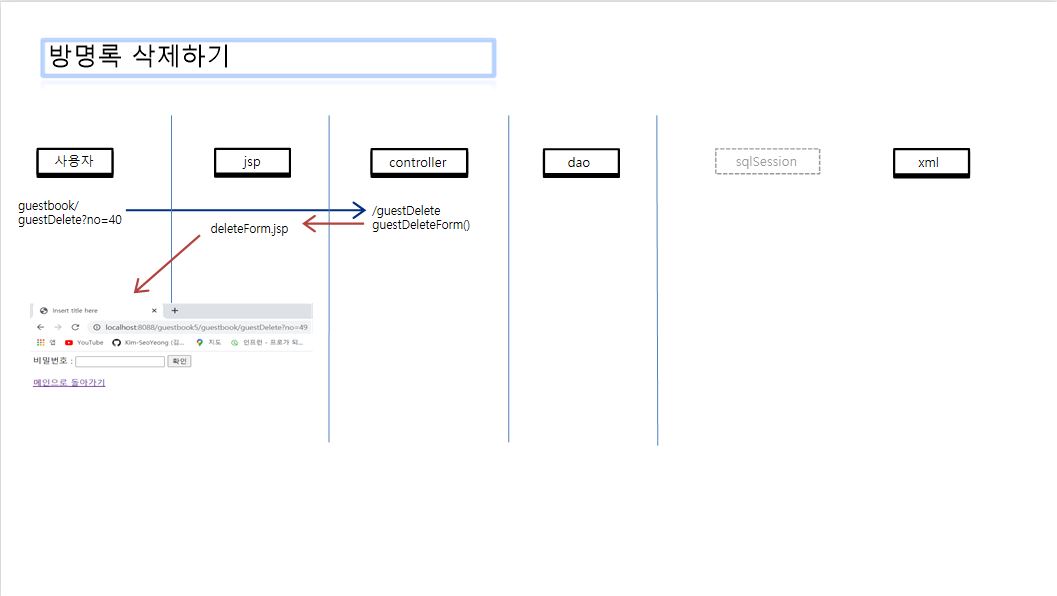 방명록 삭제하기
사용자
jsp
controller
dao
sqlSession
xml
guestbook/
guestDelete?no=40
/guestDelete
guestDeleteForm()
deleteForm.jsp
Insert title here
localhost:8088/guestbook5/guestbook/guestDelete?no=49
앱 YouTube Kim-SeoYeong (김... 지도 인프런 - 프로가 되...
비밀번호 : 확인
메인으로 돌아가기